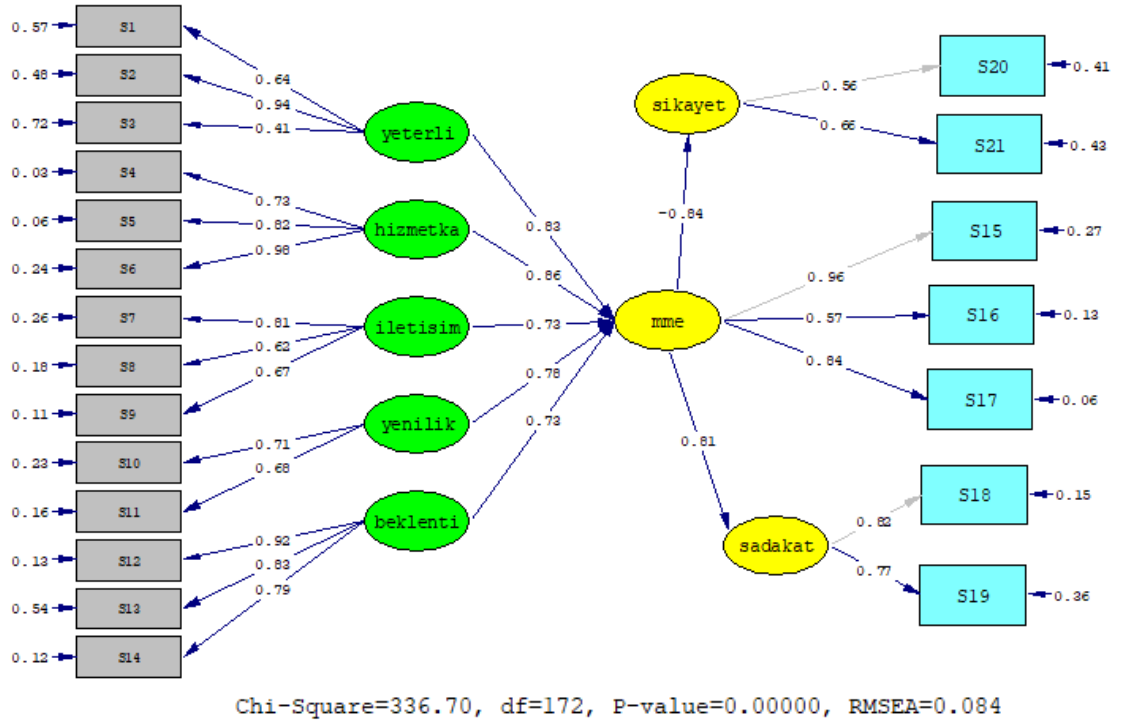 0.57 S1
0.48 S2
0.72 S3
0.03 S4
0.06 S5
0.24 S6
0.26 S7
0.18 S8
0.11 S9
0.23 S10
0.16 S11
0.13 S12
0.54 S13
0.12 S14
0.64
0.94
0.41
0.73
0.82
0.98
0.81
0.62
0.67
0.71
0.68
0.92
0.83
0.79
yeterli
hizmetka
iletisim
yenilik
beklenti
0.83
0.86
0.73
0.78
0.73
sikayet
-0.84
mme
0.81
sadakat
0.56
0.66
0.96
0.57
0.84
0.82
0.77
S20 0.41
S21 0.43
S15 0.27
S16 0.13
S17 0.06
S18 0.15
S19 0.36
Chi-Square=336.70, df=172, P-value=0.00000, RMSEA=0.084